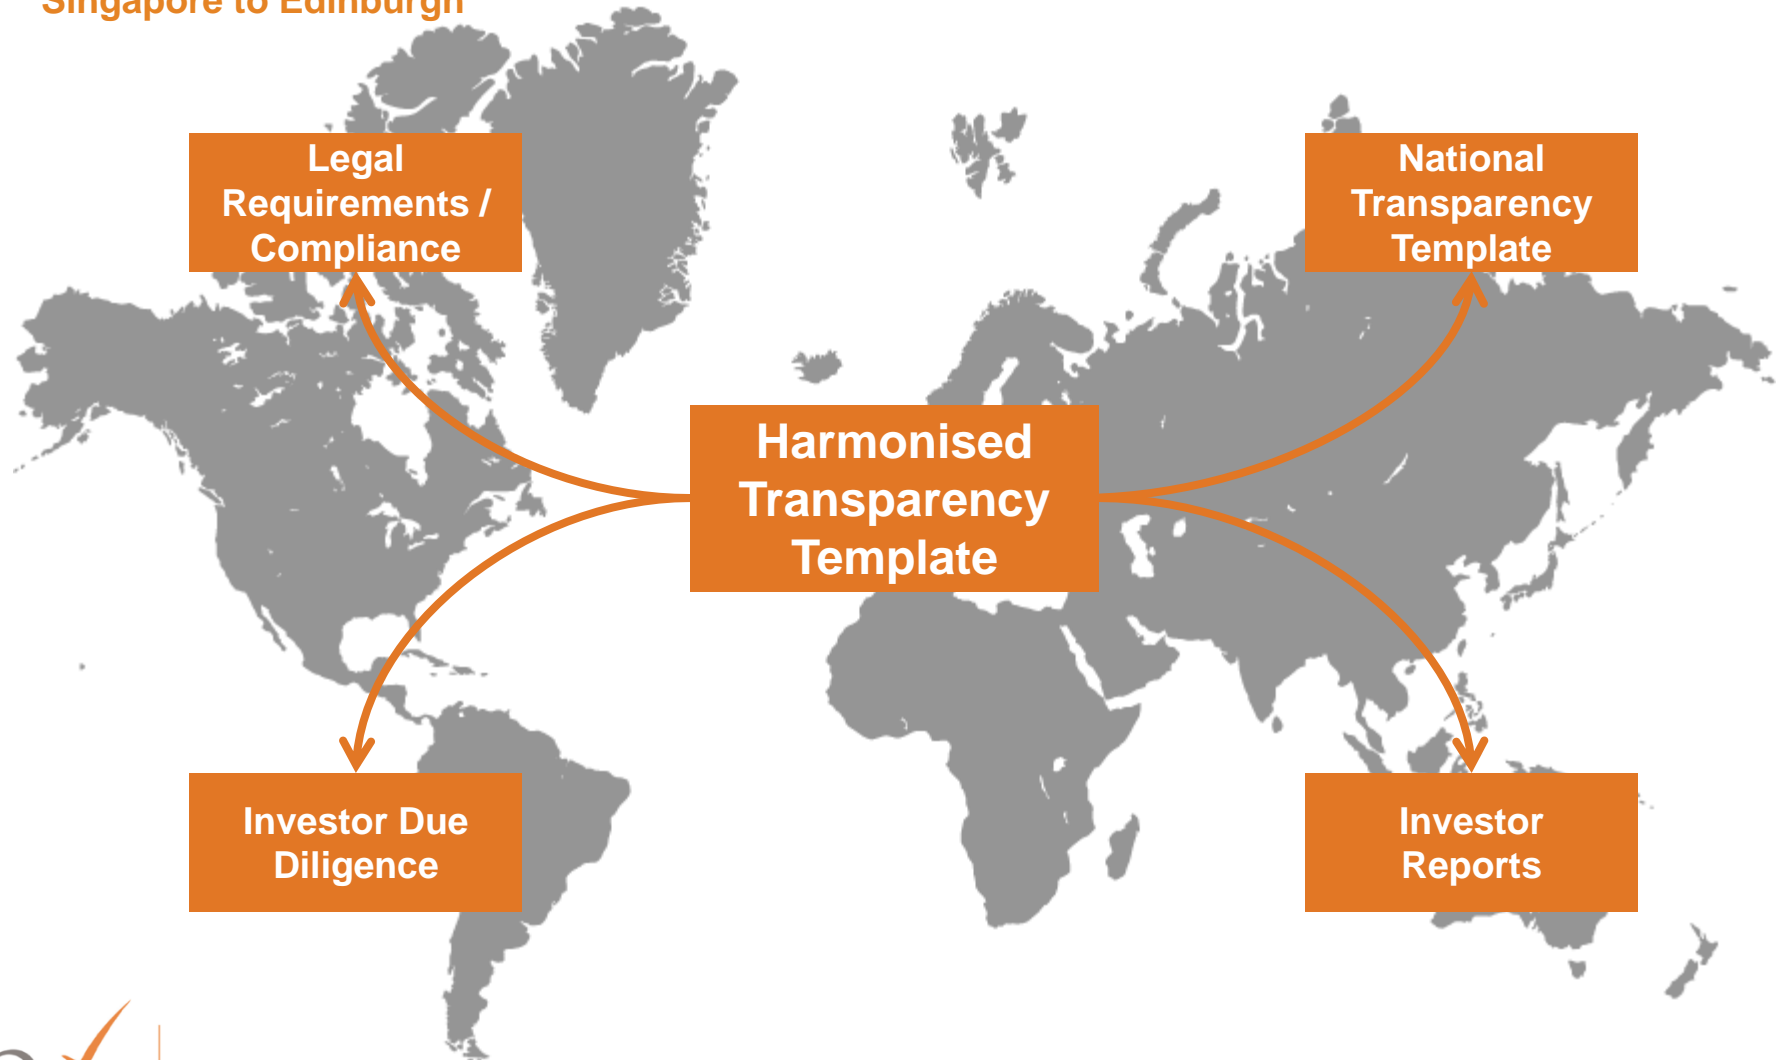 Singapore to Edinburgh
Legal
Requirements /
Compliance
National
Transparency
Template
Harmonised
Transparency
Template
Investor Due
Diligence
Investor
Reports